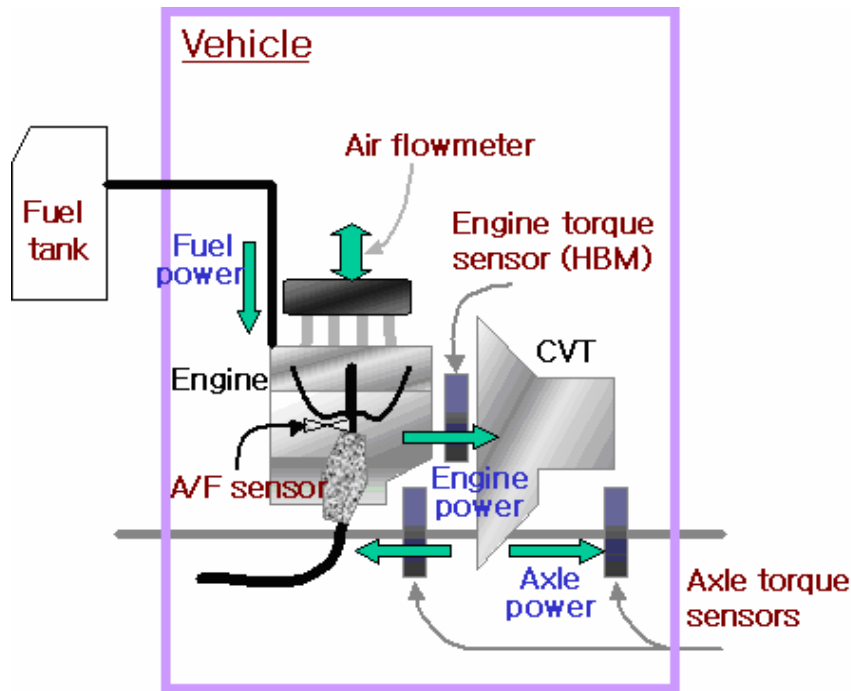 Vehicle
Air flowmeter
Fuel
tank
Fuel
power
Engine torque
sensor (HBM)
CVT
Engine
A/F sensor
Engine
power
Axle
power
Axle torque
sensors